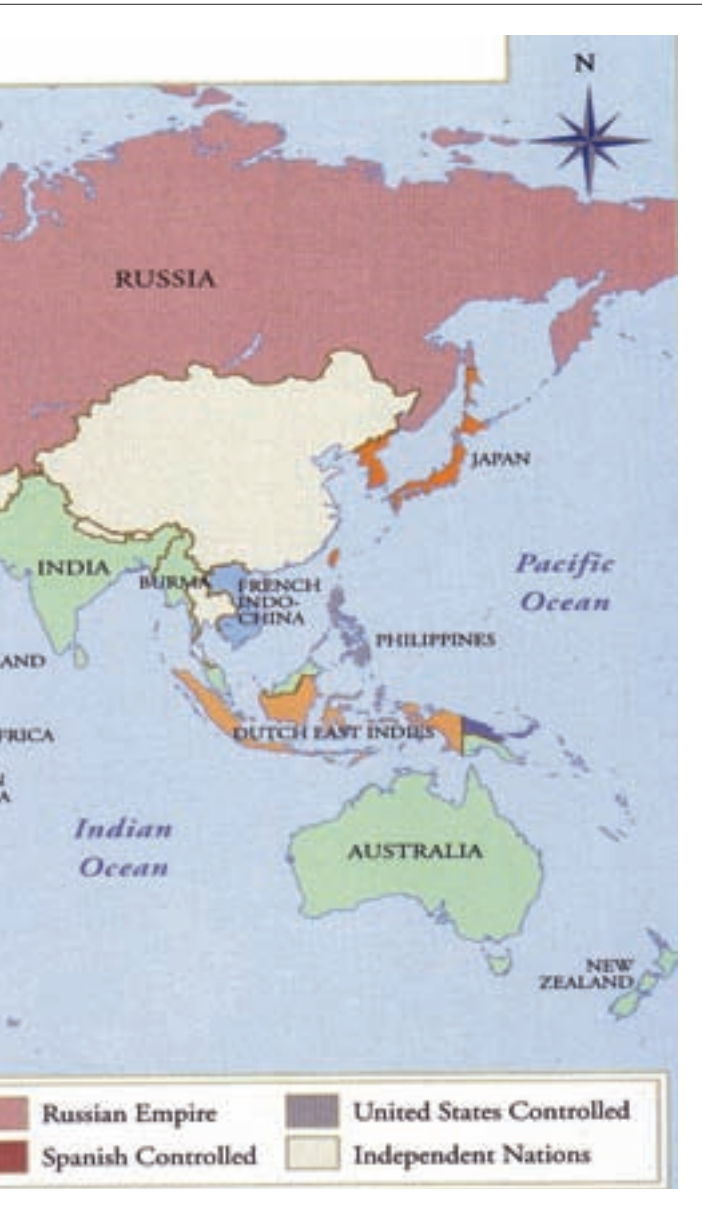 N
RUSSIA
JAPAN
INDIA
BURMA
FRENCH
INDO-
CHINA
Pacific
Ocean
PHILIPPINES
AND
FRICA
DUTCH EAST INDIES
A
Indian
Ocean
AUSTRALIA
NEW
ZEALAND
Russian Empire
United States Controlled
Spanish Controlled
Independent Nations